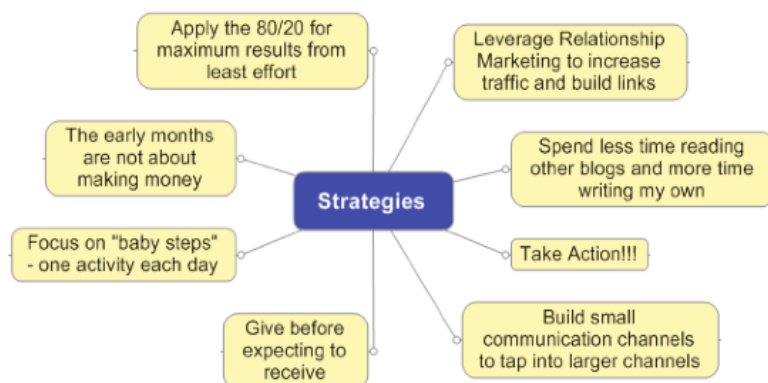 Apply the 80/20 for
maximum results from
least effort
Leverage Relationship
Marketing to increase
traffic and build links
The early months
are not about
making money
Spend less time reading
other blogs and more time
writing my own
Strategies
Focus on "baby steps"
- one activity each day
Take Action!!!
Give before
expecting to
receive
Build small
communication channels
to tap into larger channels